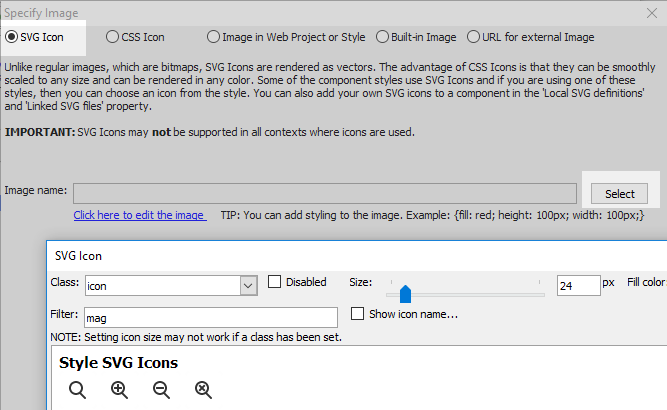 Specify Image
SVG Icon CSS Icon Image in Web Project or Style Built-in Image URL for external Image
Unlike regular images, which are bitmaps, SVG Icons are rendered as vectors. The advantage of CSS Icons is that they can be smoothly
scaled to any size and can be rendered in any color. Some of the component styles use SVG Icons and if you are using one of these
styles, then you can choose an icon from the style. You can also add your own SVG icons to a component in the 'Local SVG definitions'
and 'Linked SVG files' property.
IMPORTANT: SVG Icons may not be supported in all contexts where icons are used.
Image name: Select
Click here to edit the image TIP: You can add styling to the image. Example: {fill: red; height: 100px; width: 100px;}
SVG Icon
Class: icon Disabled Size: 24 px Fill color:
Filter: mag Show icon name...
NOTE: Setting icon size may not work if a class has been set.
Style SVG Icons